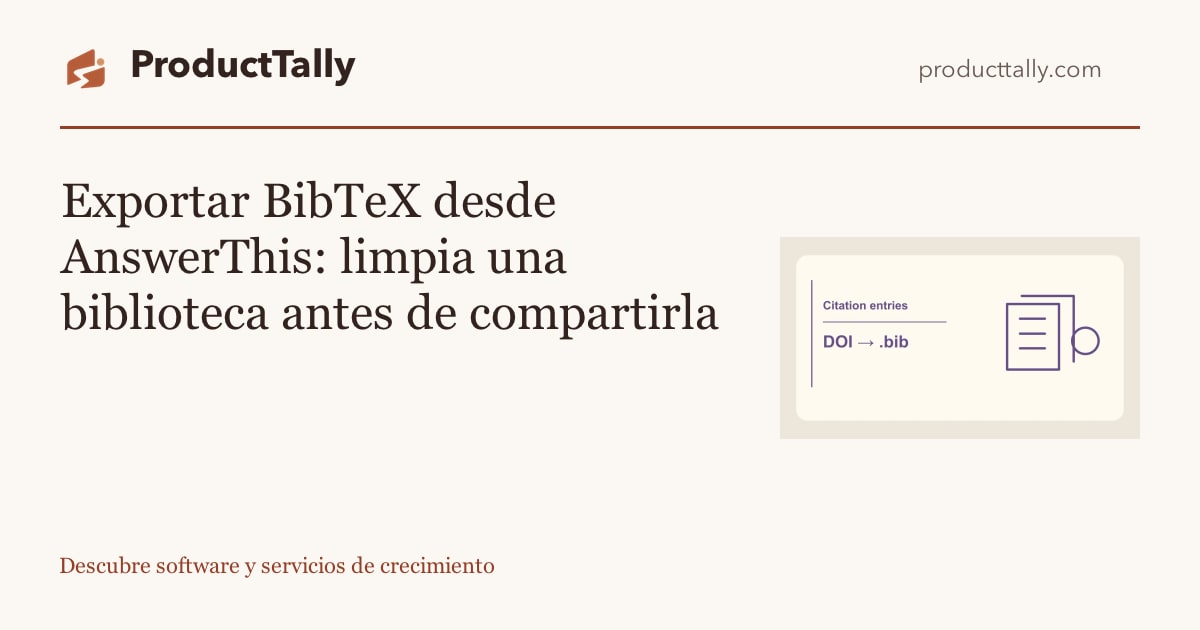 ProductTally
producttally.com
Exportar BibTeX desde
AnswerThis: limpia una
biblioteca antes de compartirla
Citation entries
DOI → .bib
Descubre software y servicios de crecimiento